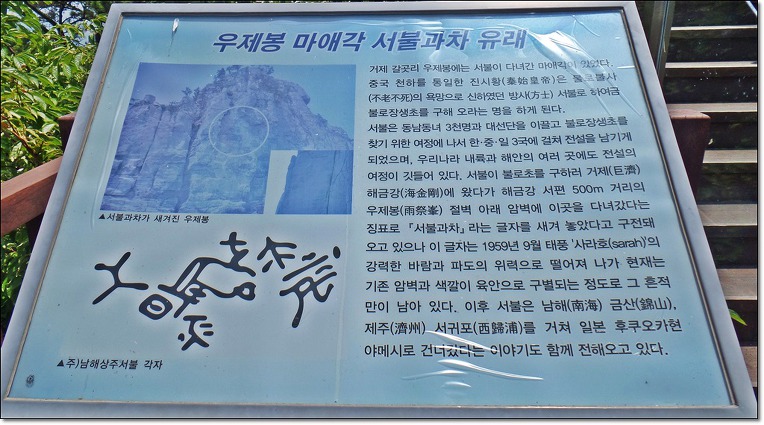 우제봉 마애각 서불과차 유래
거제 갈곶리 우제봉에는 서불이 다녀간 마애각이 있었다.
중국 천하를 통일한 진시황(秦始皇帝)은 불로불사
(不老不死)의 욕망으로 신하였던 방사(方士) 서불로 하여금
불로장생초를 구해 오라는 명을 하게 된다.
서불은 동남동녀 3천명과 대선단을 이끌고 불로장생초를
찾기 위한 여정에 나서 한·중·일 3국에 걸쳐 전설을 남기게
되었으며, 우리나라 내륙과 해안의 여러 곳에도 전설의
여정이 깃들어 있다. 서불이 불로초를 구하러 거제(巨濟)
해금강(海金剛)에 왔다가 해금강 서편 500m 거리의
우제봉(雨祭峯) 절벽 아래 암벽에 이곳을 다녀갔다는
징표로 『서불과차』라는 글자를 새겨 놓았다고 구전돼
오고 있으나 이 글자는 1959년 9월 태풍 '사라호(sarah)'의
강력한 바람과 파도의 위력으로 떨어져 나가 현재는
기존 암벽과 색깔이 육안으로 구별되는 정도로 그 흔적
만이 남아 있다. 이후 서불은 남해(南海) 금산(錦山),
제주(濟州) 서귀포(西歸浦)를 거쳐 일본 후쿠오카현
야메시로 건너갔다는 이야기도 함께 전해오고 있다.
▲서불과차가 새겨진 우제봉
▲주)남해상주서불 각자